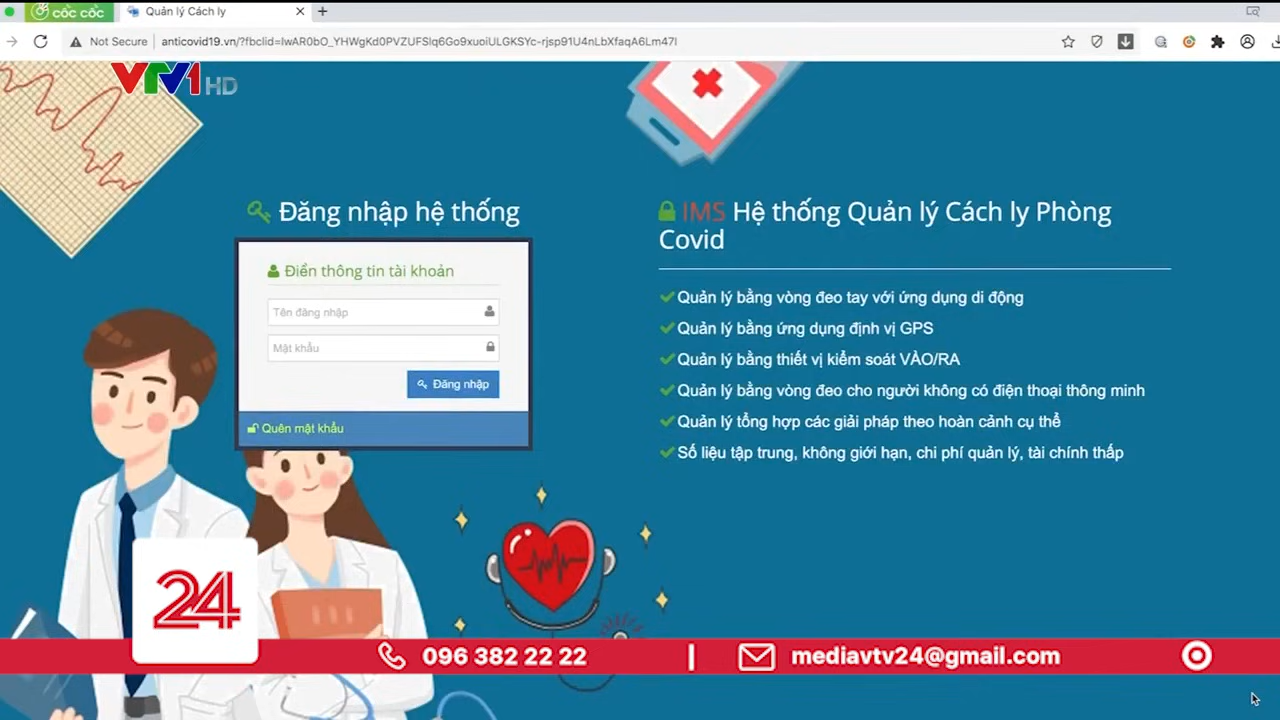 CỐC CỐC
Quản lý Cách ly
Not Secure
anticovid19.vn/?fbclid=IwAR0bO_YHWgKd0PVZUFSlq6Go9xuoiULGKSYc-rjsp91U4nLbXfaqA6Lm47l
VTV1 HD
Đăng nhập hệ thống
Điền thông tin tài khoản
Tên đăng nhập
Mật khẩu
Đăng nhập
Quên mật khẩu
IMS Hệ thống Quản lý Cách ly Phòng
Covid
Quản lý bằng vòng đeo tay với ứng dụng di động
Quản lý bằng ứng dụng định vị GPS
Quản lý bằng thiết vị kiểm soát VÀO/RA
Quản lý bằng vòng đeo cho người không có điện thoại thông minh
Quản lý tổng hợp các giải pháp theo hoàn cảnh cụ thể
Số liệu tập trung, không giới hạn, chi phí quản lý, tài chính thấp
24
096 382 22 22
mediavtv24@gmail.com